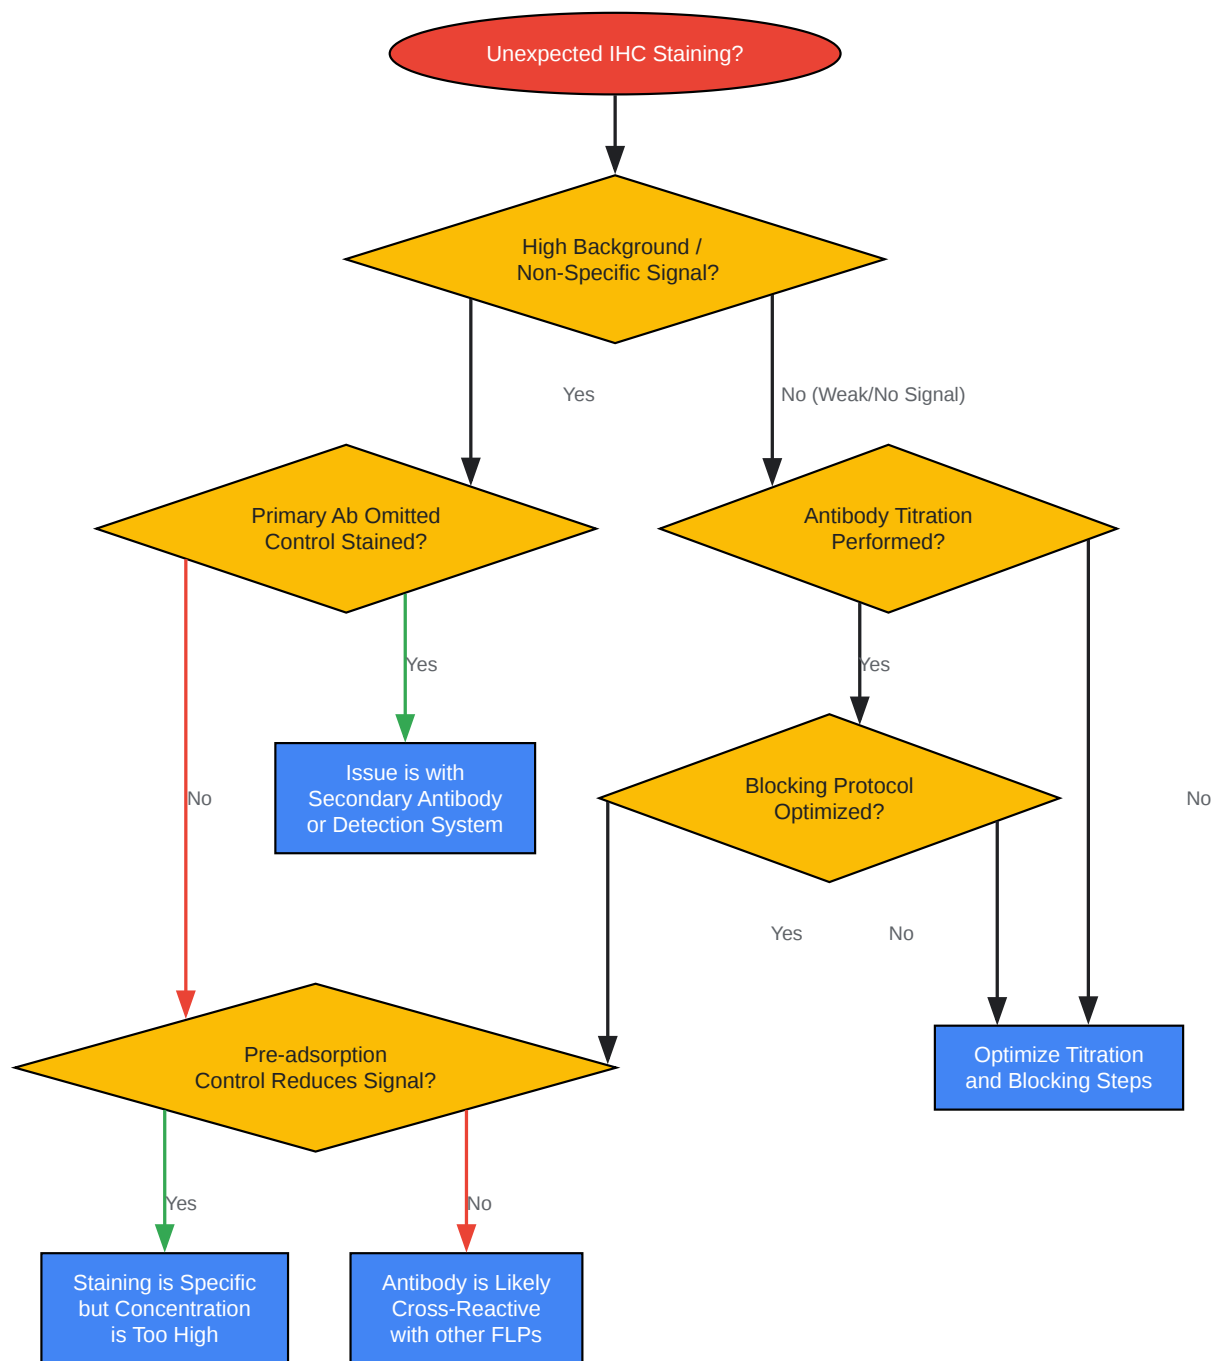 Unexpected IHC Staining?
High Background /
Non-Specific Signal?
Yes
No (Weak/No Signal)
Primary Ab Omitted
Control Stained?
Antibody Titration
Performed?
Yes
Yes
Issue is with
Secondary Antibody
or Detection System
Blocking Protocol
Optimized?
No
No
Yes
No
Pre-adsorption
Control Reduces Signal?
Optimize Titration
and Blocking Steps
Yes
No
Staining is Specific
but Concentration
is Too High
Antibody is Likely
Cross-Reactive
with other FLPs